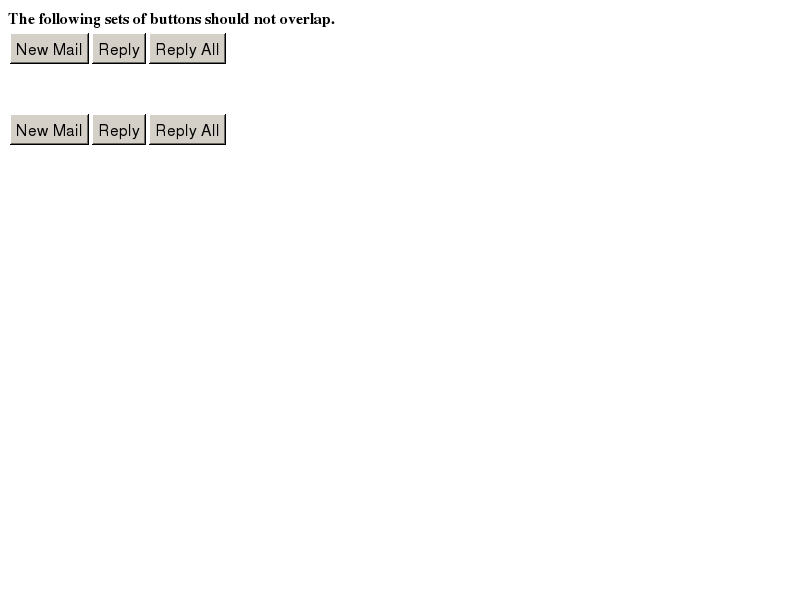 The following sets of buttons should not overlap.
New Mail Reply Reply All
New Mail Reply Reply All